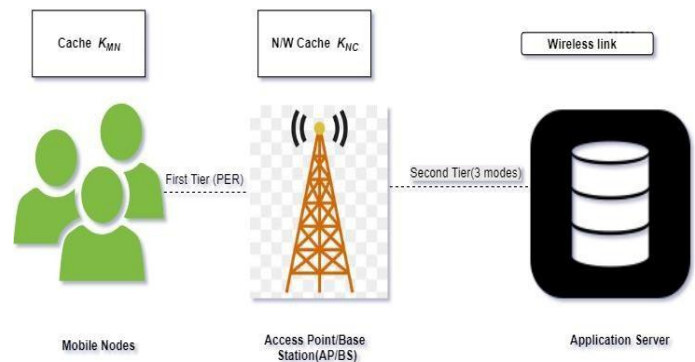 Cache K_MN
N/W Cache K_NC
Wireless link
First Tier (PER)
Second Tier(3 modes)
Mobile Nodes
Access Point/Base
Station(AP/BS)
Application Server